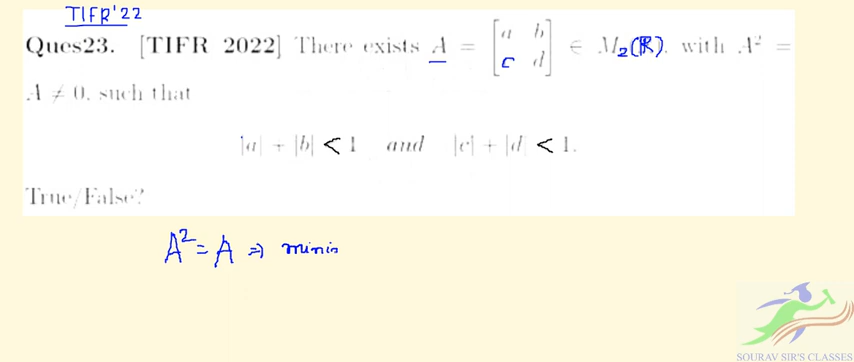 TIFR'22
Ques23. [TIFR 2022] There exists A = [a b; c d] ∈ M₂(ℝ), with A² =
A ≠ 0, such that
|a| + |b| < 1 and |c| + |d| < 1.
True/False?
A² = A ⇒ minis
SOURAV SIR'S CLASSES